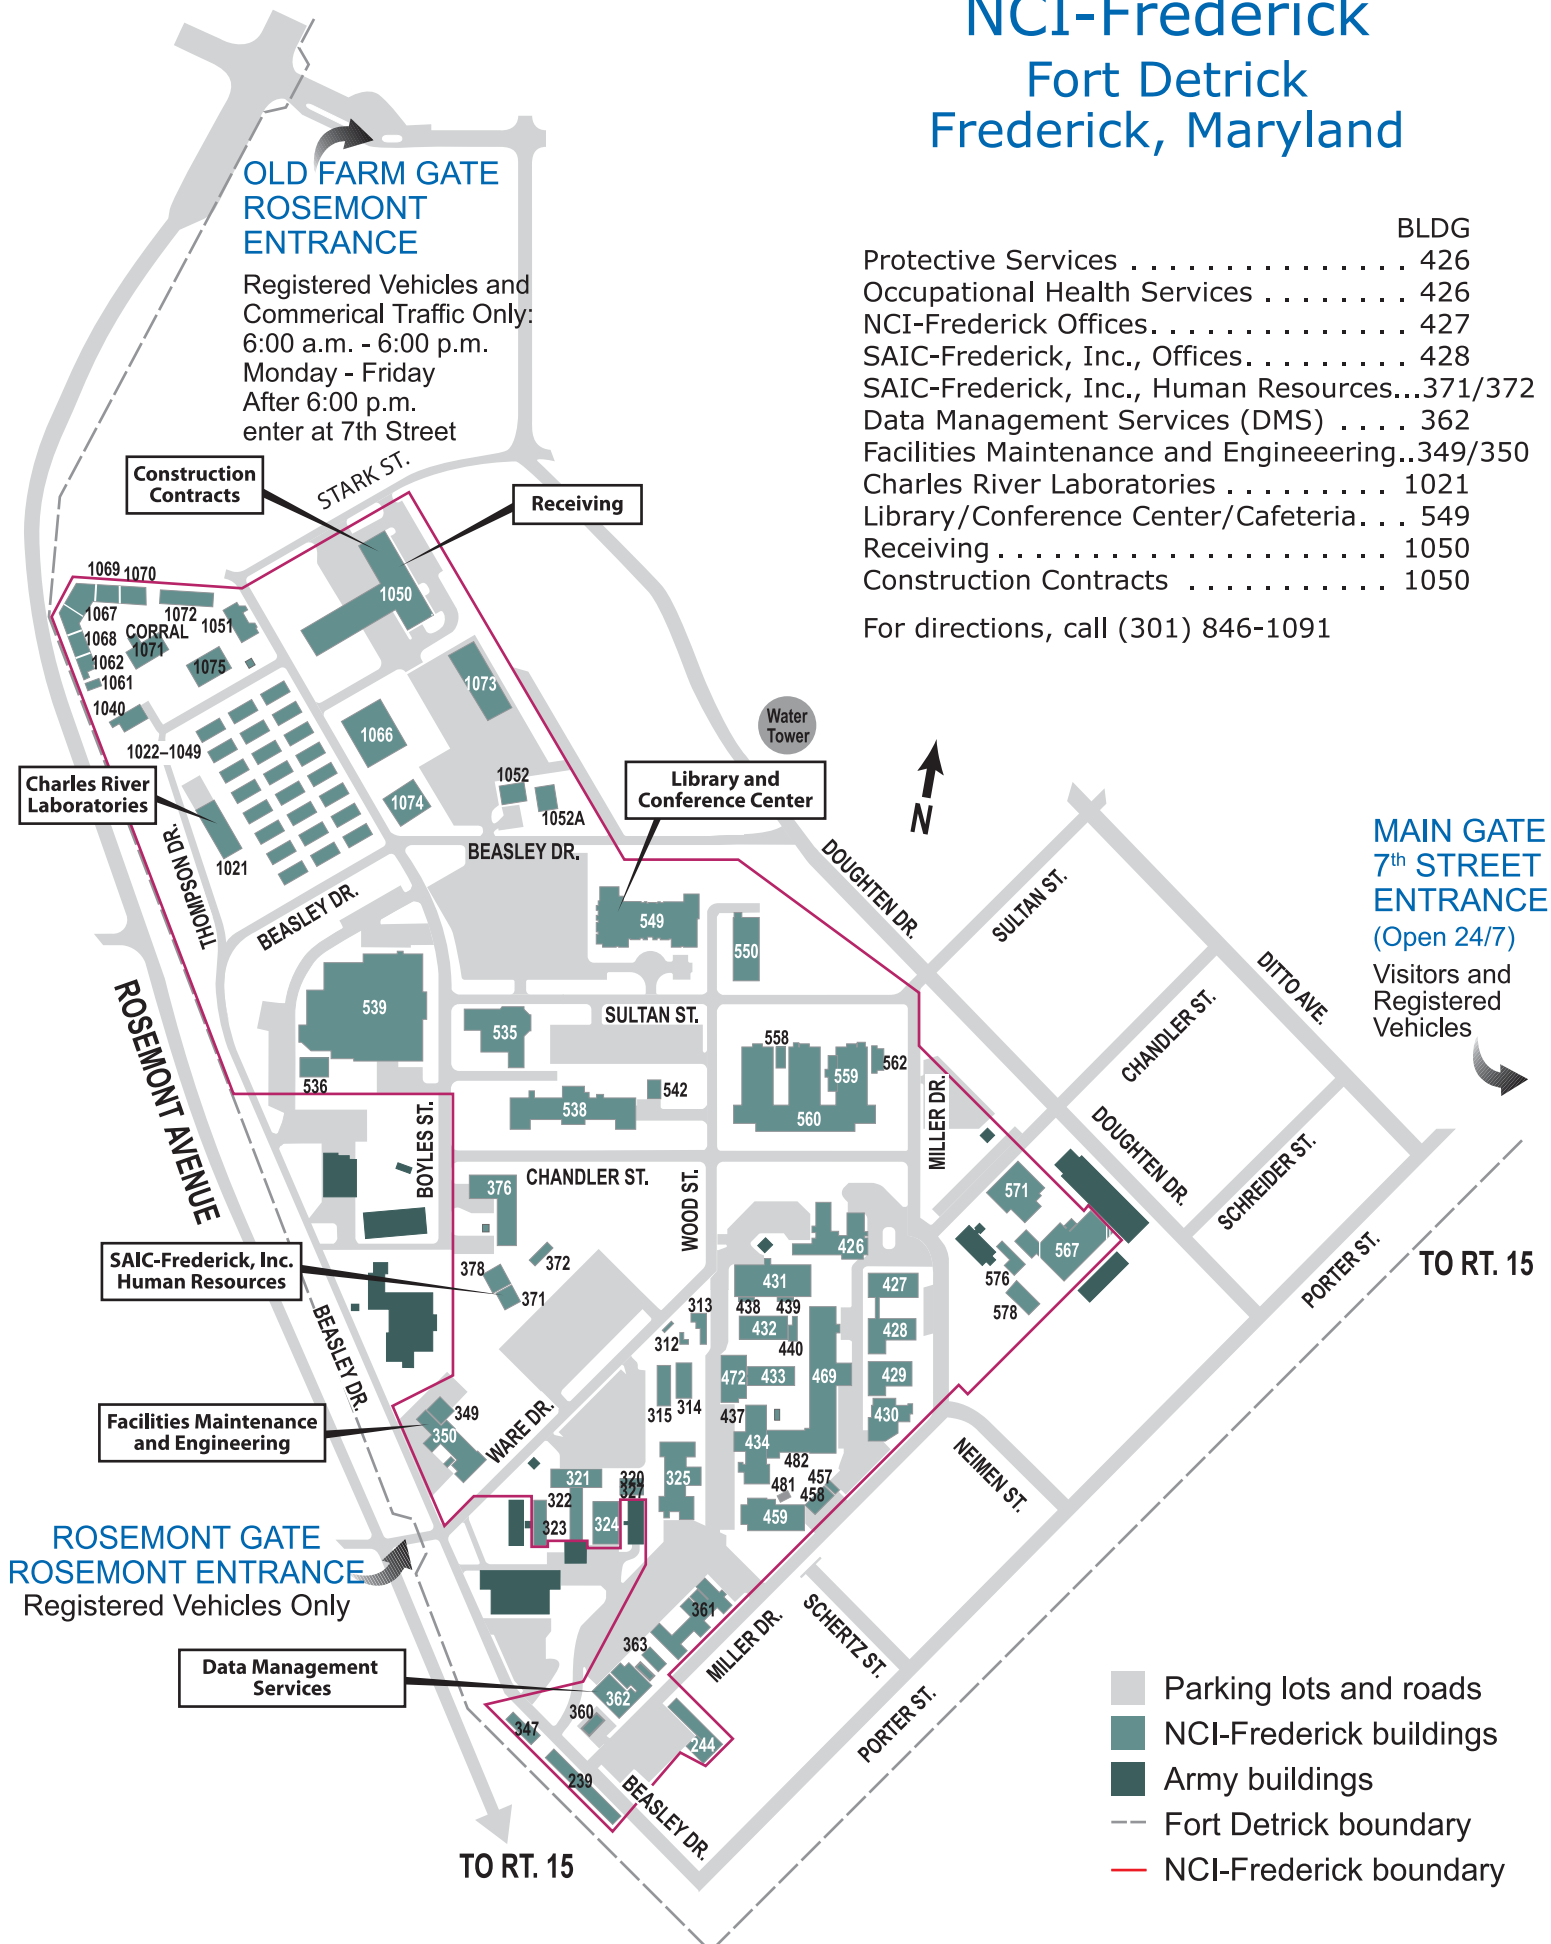 NCI-Frederick
Fort Detrick
Frederick, Maryland
OLD FARM GATE
ROSEMONT
ENTRANCE
Registered Vehicles and
Commerical Traffic Only:
6:00 a.m. - 6:00 p.m.
Monday - Friday
After 6:00 p.m.
enter at 7th Street
BLDG
Protective Services . . . . . . . . . . . . . . . 426
Occupational Health Services . . . . . . . . 426
NCI-Frederick Offices. . . . . . . . . . . . . . 427
SAIC-Frederick, Inc., Offices. . . . . . . . . 428
SAIC-Frederick, Inc., Human Resources...371/372
Data Management Services (DMS) . . . . 362
Facilities Maintenance and Engineeering..349/350
Charles River Laboratories . . . . . . . . . 1021
Library/Conference Center/Cafeteria. . . 549
Receiving . . . . . . . . . . . . . . . . . . . . . 1050
Construction Contracts . . . . . . . . . . . 1050
For directions, call (301) 846-1091
Construction
Contracts
STARK ST.
Receiving
1069
1070
1067
1072
1051
1050
1068
CORRAL
1071
1062
1075
1061
1073
1040
1066
1022–1049
Water
Tower
Charles River
Laboratories
1052
1074
1052A
Library and
Conference Center
N
1021
THOMPSON DR.
BEASLEY DR.
BEASLEY DR.
DOUGHTEN DR.
SULTAN ST.
MAIN GATE
7th STREET
ENTRANCE
(Open 24/7)
Visitors and
Registered
Vehicles
549
550
DITTO AVE.
ROSEMONT AVENUE
539
535
SULTAN ST.
CHANDLER ST.
558
562
559
536
542
538
560
MILLER DR.
BOYLES ST.
DOUGHTEN DR.
SCHREIDER ST.
CHANDLER ST.
WOOD ST.
376
571
567
426
372
PORTER ST.
TO RT. 15
SAIC-Frederick, Inc.
Human Resources
378
371
431
427
576
578
438
439
313
312
432
440
428
BEASLEY DR.
472
433
469
429
315
314
437
430
349
350
Facilities Maintenance
and Engineering
WARE DR.
434
482
NEIMEN ST.
321
320
327
325
481
457
458
322
323
324
459
ROSEMONT GATE
ROSEMONT ENTRANCE
Registered Vehicles Only
361
SCHERTZ ST.
363
MILLER DR.
Data Management
Services
362
360
347
244
PORTER ST.
239
BEASLEY DR.
TO RT. 15
Parking lots and roads
NCI-Frederick buildings
Army buildings
Fort Detrick boundary
NCI-Frederick boundary